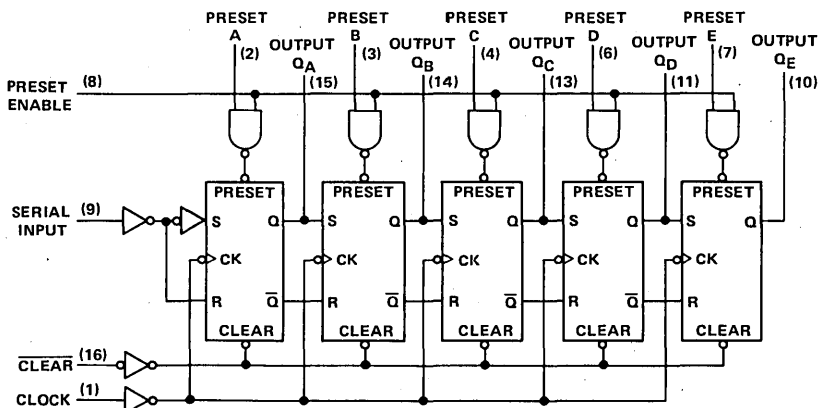 PRESET A (2)
OUTPUT QA (15)
PRESET B (3)
OUTPUT QB (14)
PRESET C (4)
OUTPUT QC (13)
PRESET D (6)
OUTPUT QD (11)
PRESET E (7)
OUTPUT QE (10)
PRESET ENABLE (8)
PRESET PRESET PRESET PRESET PRESET
SERIAL INPUT (9)
S Q S Q S Q S Q S Q
CK CK CK CK CK
R Q̅ R Q̅ R Q̅ R Q̅ R
CLEAR CLEAR CLEAR CLEAR CLEAR
C̅L̅E̅A̅R̅ (16)
CLOCK (1)